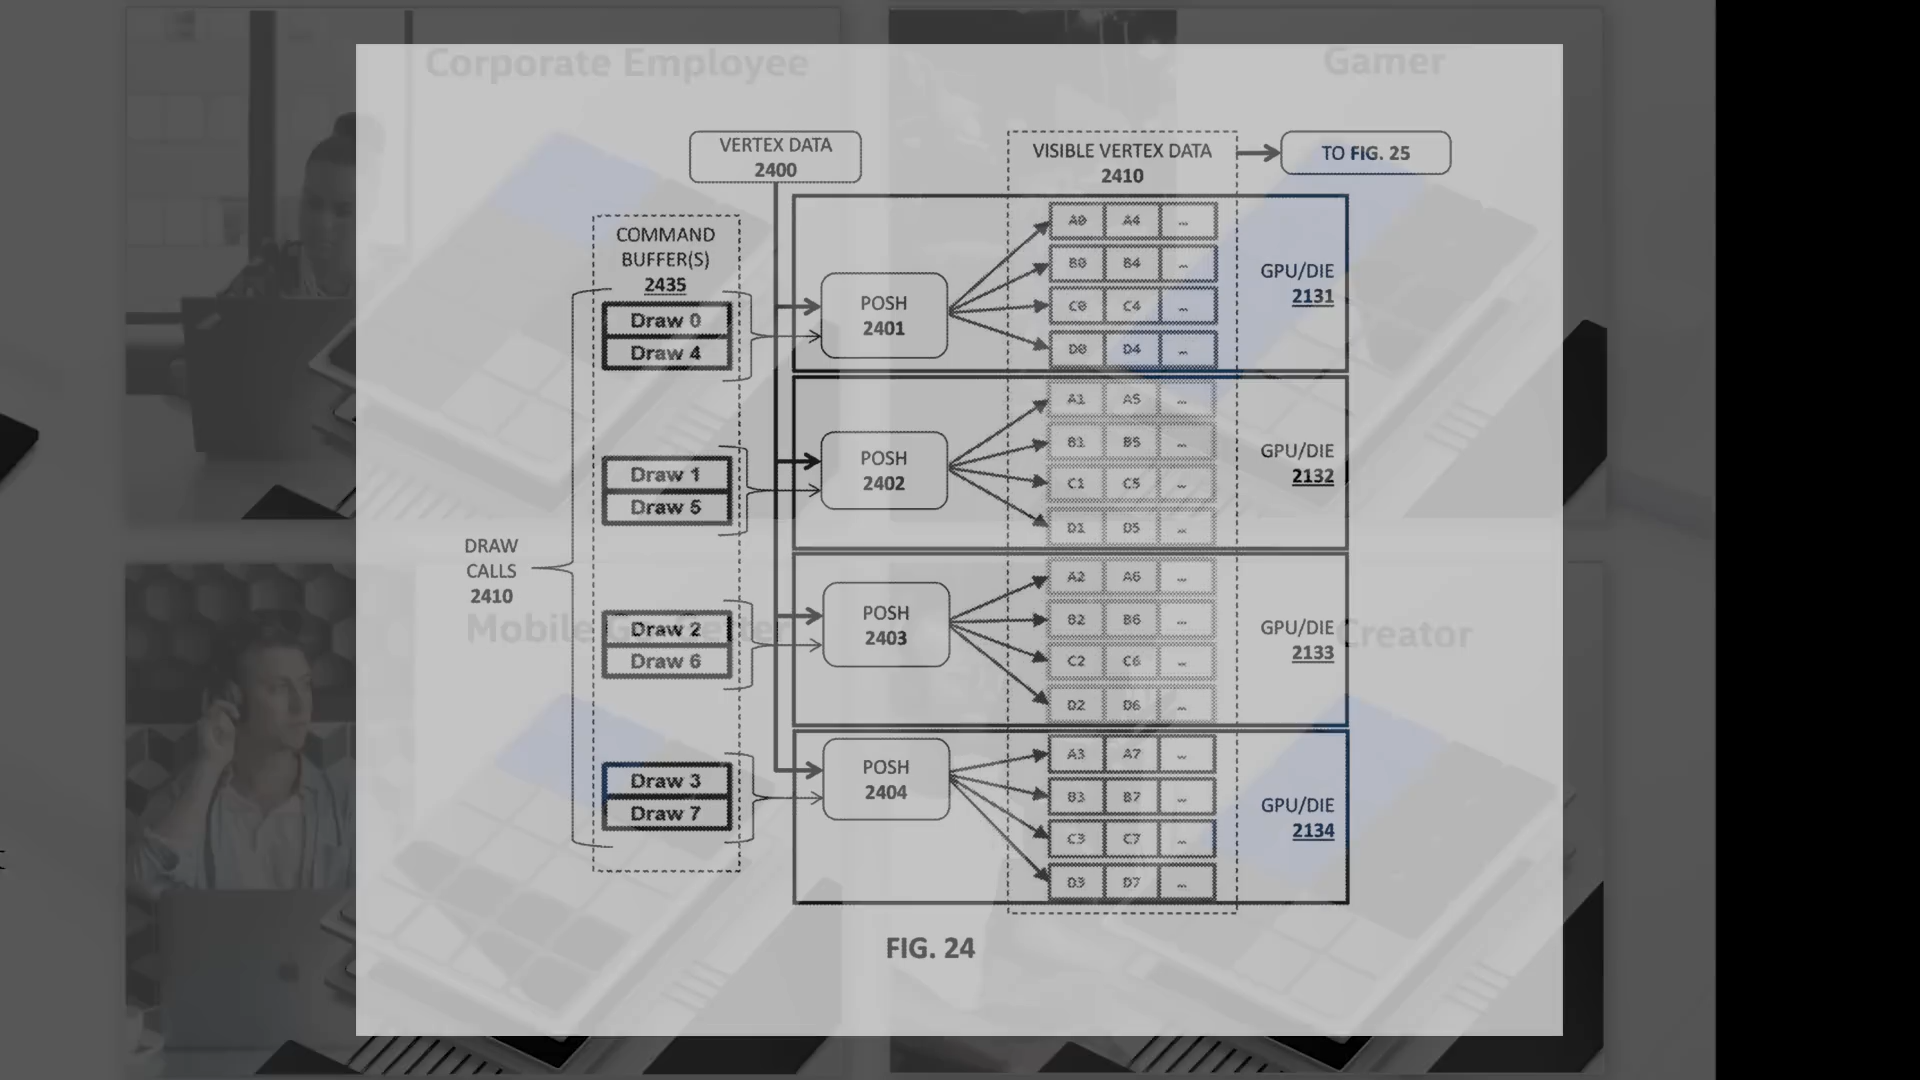 Corporate Employee
Gamer
VERTEX DATA
2400
VISIBLE VERTEX DATA
2410
TO FIG. 25
COMMAND
BUFFER(S)
2435
Draw 0
Draw 4
POSH
2401
A0 A4 ...
B0 B4 ...
C0 C4 ...
D0 D4 ...
GPU/DIE
2131
Draw 1
Draw 5
POSH
2402
A1 A5 ...
B1 B5 ...
C1 C5 ...
D1 D5 ...
GPU/DIE
2132
DRAW
CALLS
2410
Draw 2
Draw 6
POSH
2403
A2 A6 ...
B2 B6 ...
C2 C6 ...
D2 D6 ...
GPU/DIE
2133
Mobile
Creator
Draw 3
Draw 7
POSH
2404
A3 A7 ...
B3 B7 ...
C3 C7 ...
D3 D7 ...
GPU/DIE
2134
FIG. 24